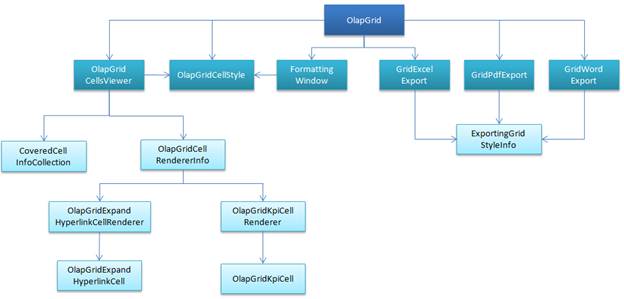 OlapGrid
OlapGrid
CellsViewer
OlapGridCellStyle
Formatting
Window
GridExcel
Export
GridPdfExport
GridWord
Export
CoveredCell
InfoCollection
OlapGridCell
RendererInfo
ExportingGrid
StyleInfo
OlapGridExpand
HyperlinkCellRenderer
OlapGridKpiCell
Renderer
OlapGridExpand
HyperlinkCell
OlapGridKpiCell